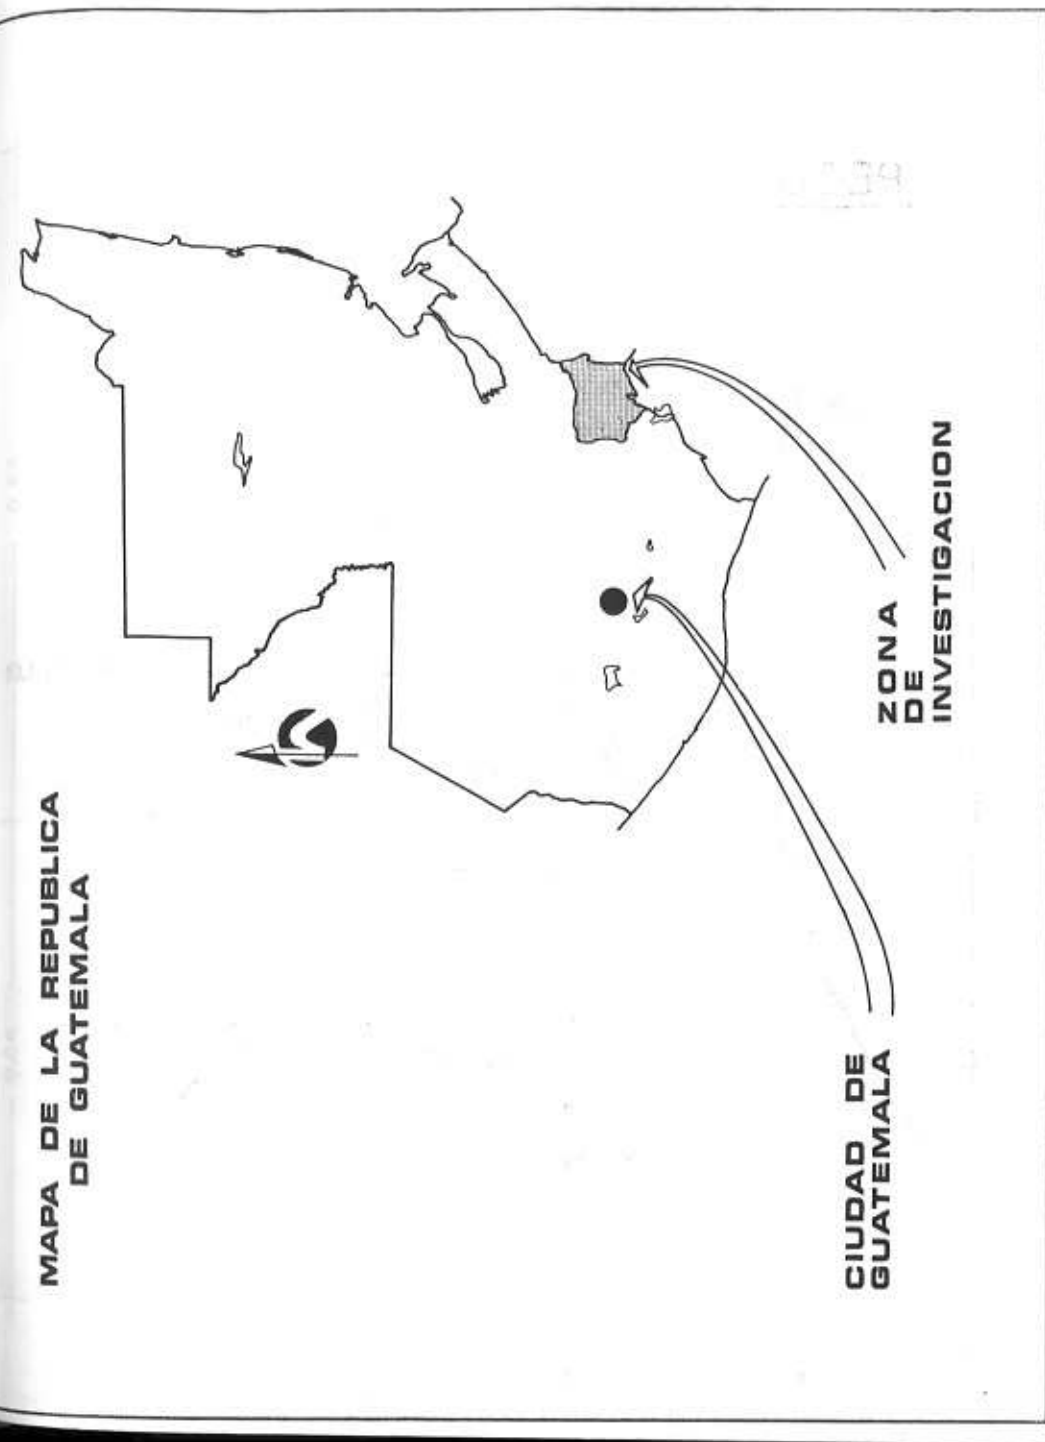 MAPA DE LA REPUBLICA
DE GUATEMALA
CIUDAD DE
GUATEMALA
ZONA
DE
INVESTIGACION